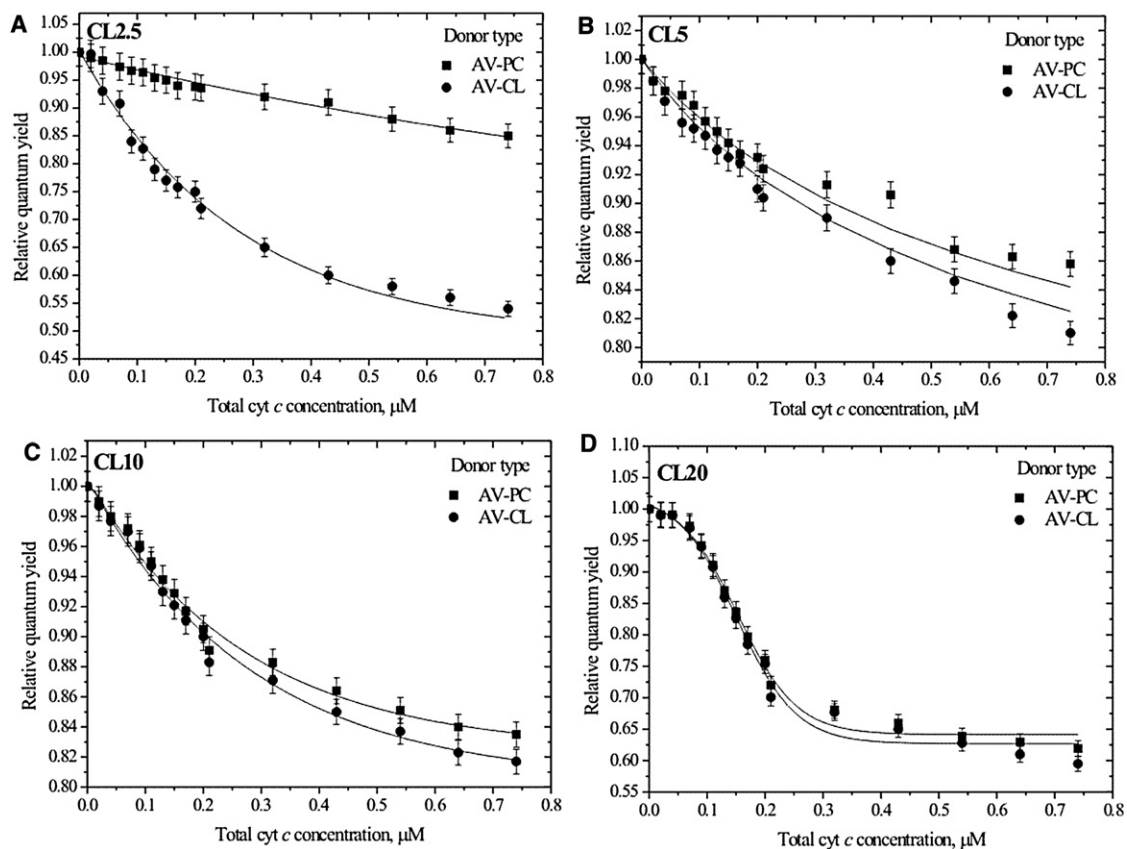 A
CL2.5
Donor type
AV-PC
AV-CL
1.00
0.95
0.90
0.85
0.80
0.75
0.70
0.65
0.60
0.55
0.50
0.45
Relative quantum yield
0.0 0.1 0.2 0.3 0.4 0.5 0.6 0.7 0.8
Total cyt c concentration, μM
B
CL5
Donor type
AV-PC
AV-CL
1.00
0.98
0.96
0.94
0.92
0.90
0.88
0.86
0.84
0.82
0.80
Relative quantum yield
0.0 0.1 0.2 0.3 0.4 0.5 0.6 0.7 0.8
Total cyt c concentration, μM
C
CL10
Donor type
AV-PC
AV-CL
1.02
1.00
0.98
0.96
0.94
0.92
0.90
0.88
0.86
0.84
0.82
0.80
Relative quantum yield
0.0 0.1 0.2 0.3 0.4 0.5 0.6 0.7 0.8
Total cyt c concentration, μM
D
CL20
Donor type
AV-PC
AV-CL
1.10
1.05
1.00
0.95
0.90
0.85
0.80
0.75
0.70
0.65
0.60
0.55
Relative quantum yield
0.0 0.1 0.2 0.3 0.4 0.5 0.6 0.7 0.8
Total cyt c concentration, μM